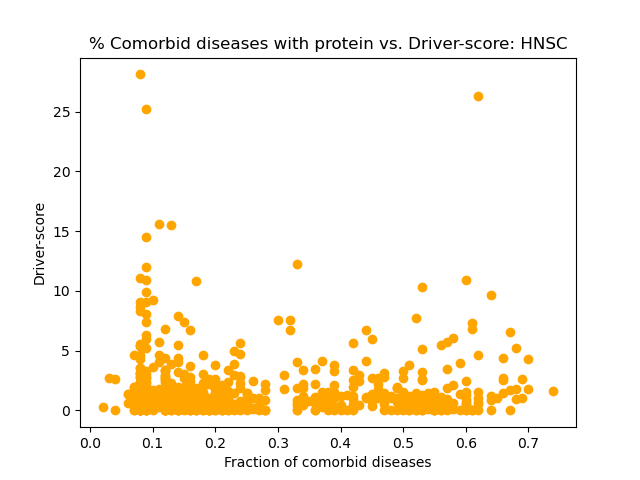 % Comorbid diseases with protein vs. Driver-score: HNSC
25
20
15
10
5
0
Driver-score
0.0 0.1 0.2 0.3 0.4 0.5 0.6 0.7
Fraction of comorbid diseases